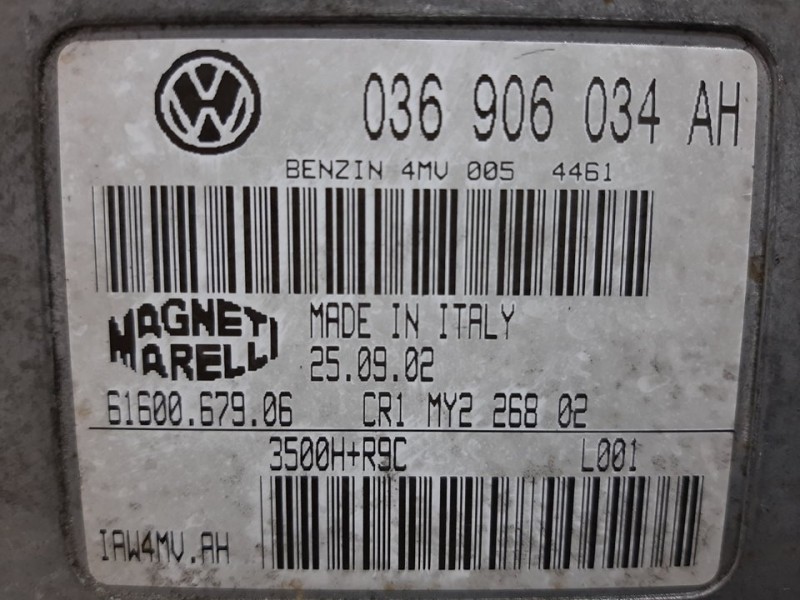 036 906 034 AH
BENZIN 4MV 005 4461
MAGNETI MARELLI
MADE IN ITALY
25.09.02
61600.679.06 CR1 MY2 268 02
3500H+R9C L001
IAW4MV.AH